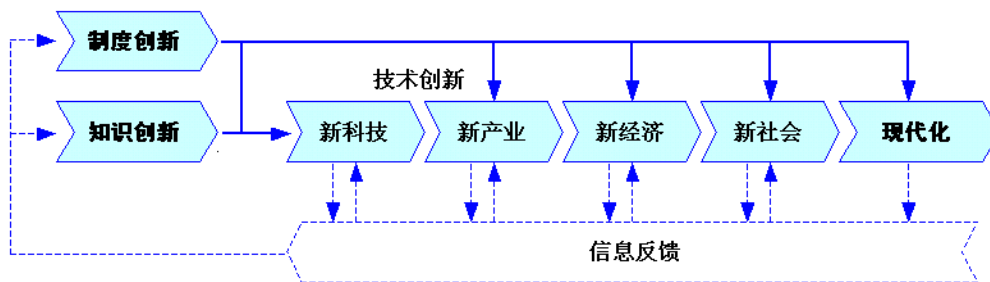 制度创新
技术创新
知识创新
新科技
新产业
新经济
新社会
现代化
信息反馈